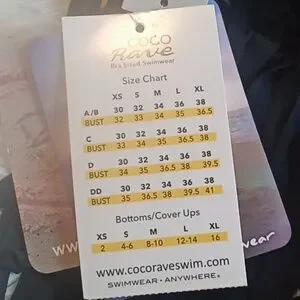 COCO
Rave
Bra Sized Swimwear
Size Chart
XS S M L XL
A/B 30 32 34 36 38
BUST 32 33 34 35 36.5
C 30 32 34 36 38
BUST 33 34 35 36.5 38
D 30 32 34 36 38
BUST 34 35 36.5 38 39.5
DD 30 32 34 36 38
BUST 35 36.5 38 39.5 41
Bottoms/Cover Ups
XS S M L XL
2 4-6 8-10 12-14 16
www.cocoraveswim.com
SWIMWEAR • ANYWHERE®
ww
wear